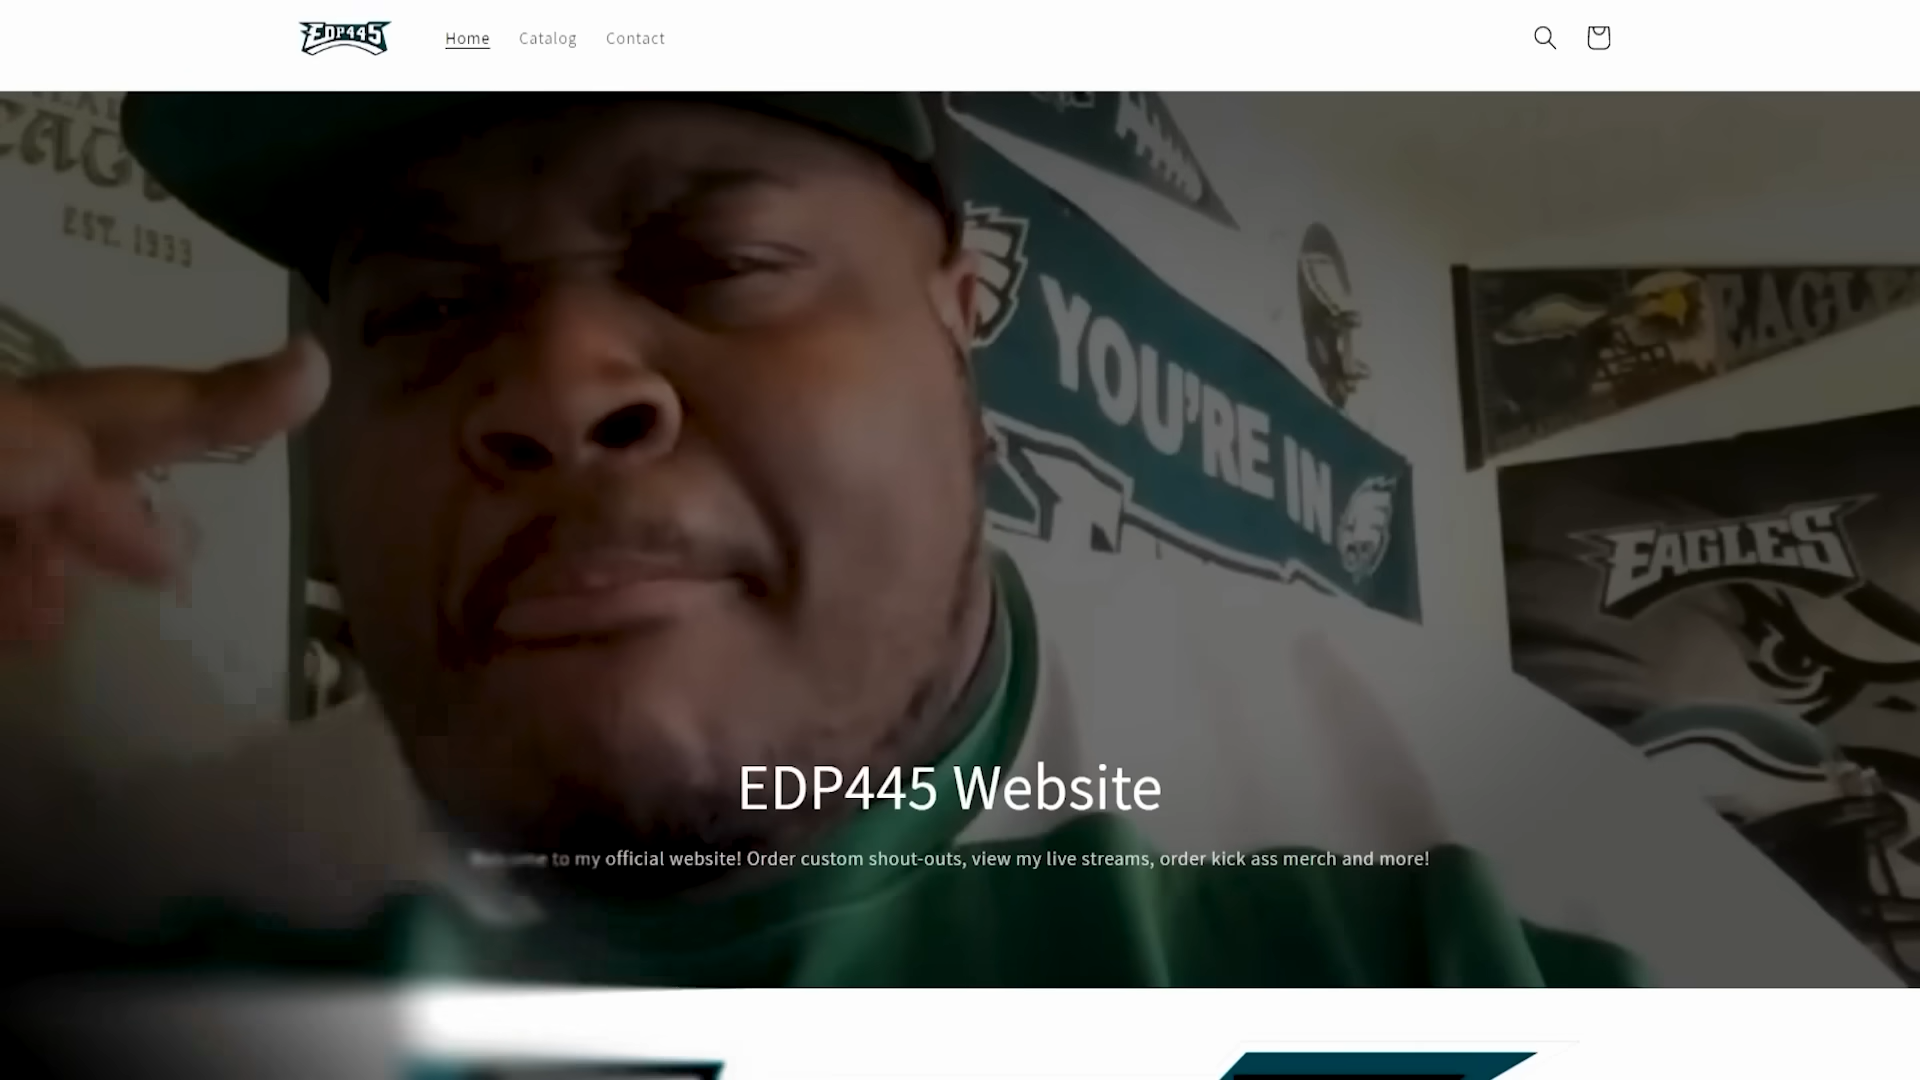 EDP445
Home
Catalog
Contact
EST. 1933
YOU'RE IN
EAGLES
EAGLES
EDP445 Website
to my official website! Order custom shout-outs, view my live streams, order kick ass merch and more!